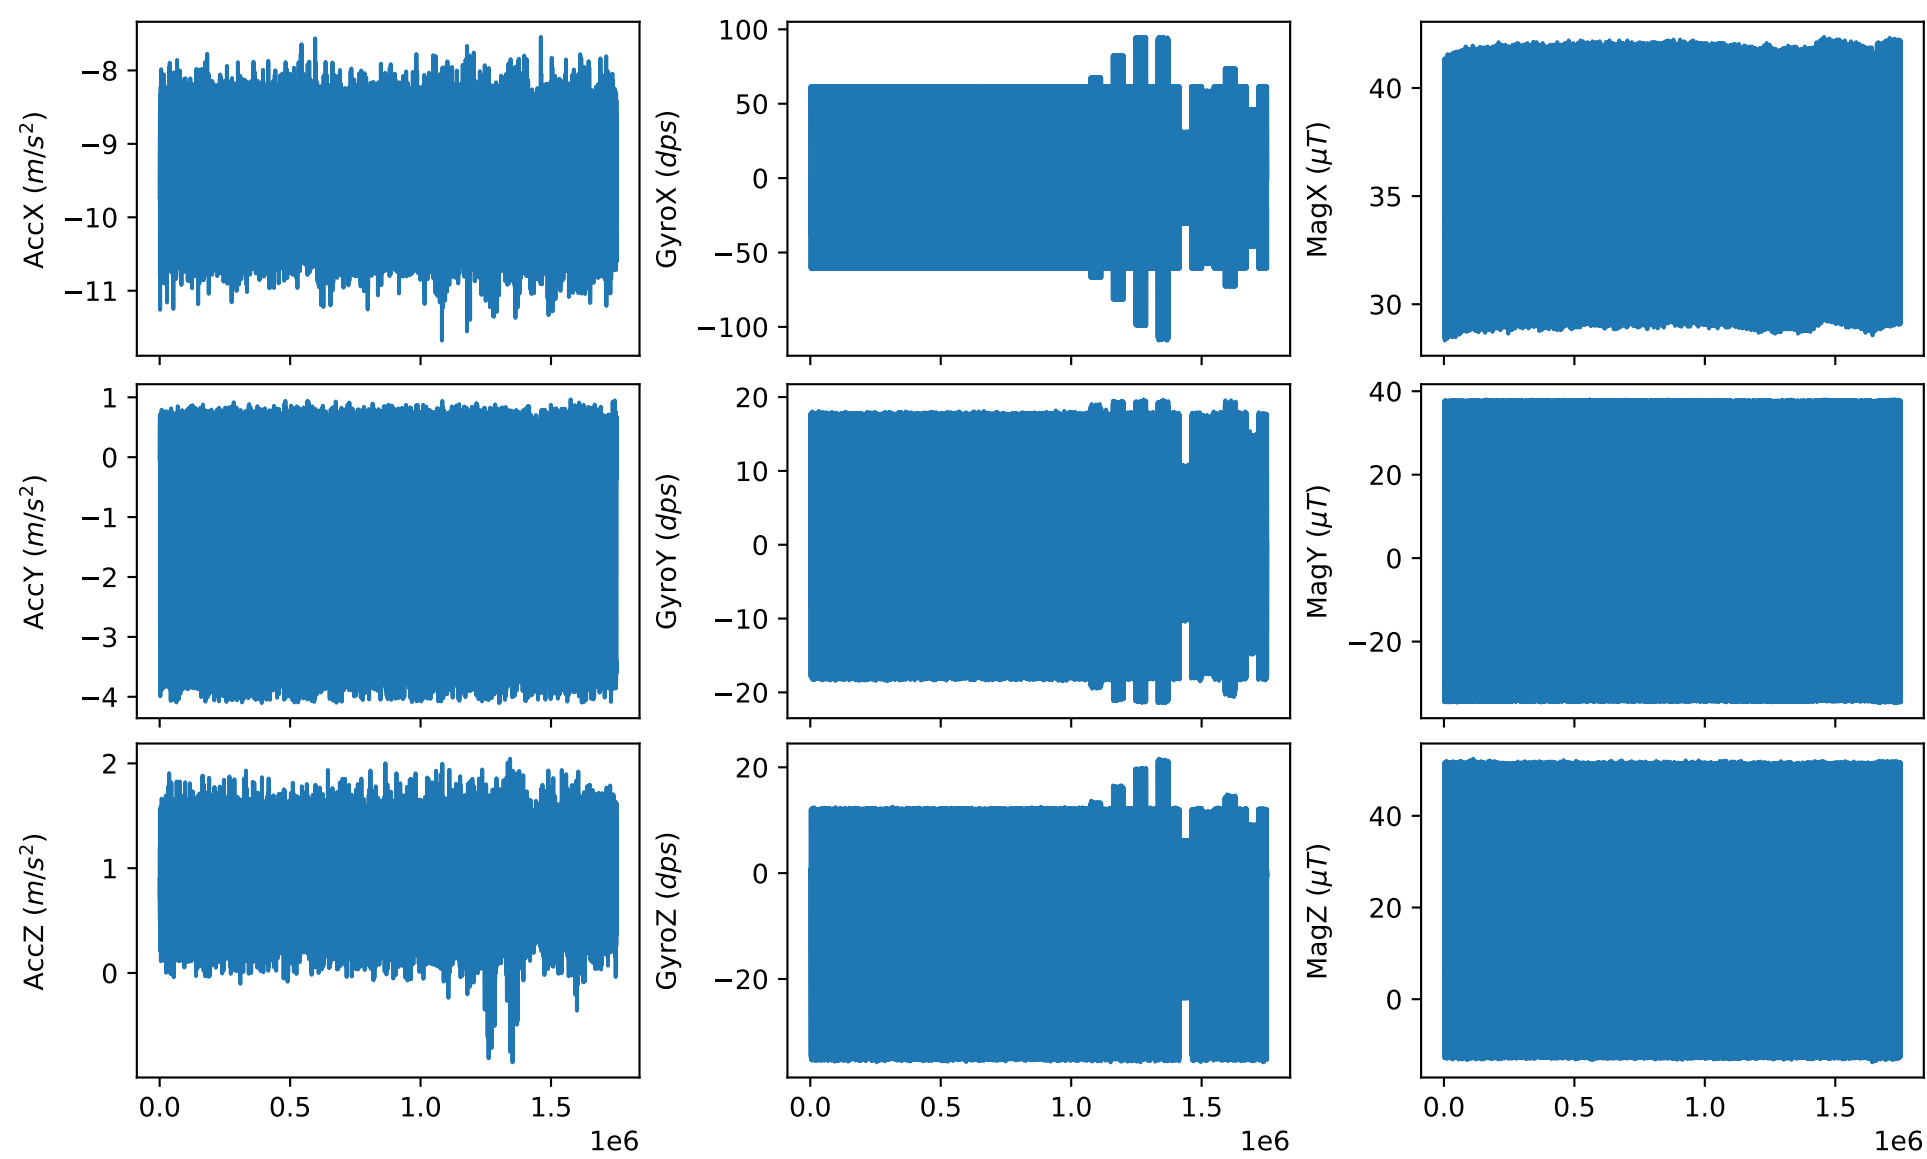 AccX (m/s²)
−8
−9
−10
−11
GyroX (dps)
100
50
0
−50
−100
MagX (μT)
40
35
30
AccY (m/s²)
1
0
−1
−2
−3
−4
GyroY (dps)
20
10
0
−10
−20
MagY (μT)
40
20
0
−20
AccZ (m/s²)
2
1
0
GyroZ (dps)
20
0
−20
MagZ (μT)
40
20
0
0.0 0.5 1.0 1.5
1e6
0.0 0.5 1.0 1.5
1e6
0.0 0.5 1.0 1.5
1e6